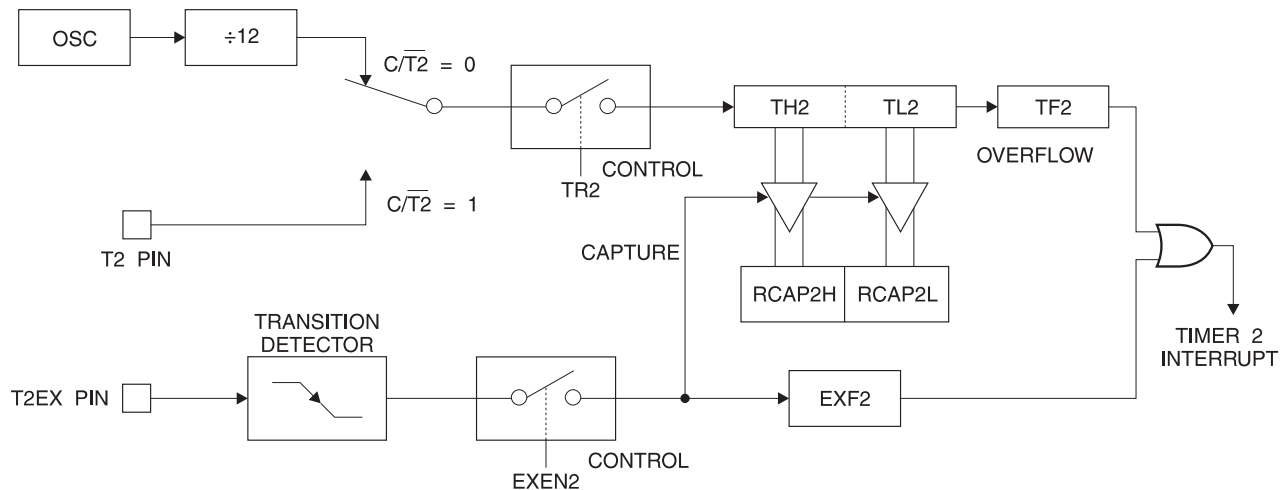 OSC
÷12
C/T2̅ = 0
TH2
TL2
TF2
OVERFLOW
CONTROL
TR2
C/T2̅ = 1
T2 PIN
CAPTURE
RCAP2H
RCAP2L
TRANSITION
DETECTOR
TIMER 2
INTERRUPT
T2EX PIN
EXF2
CONTROL
EXEN2